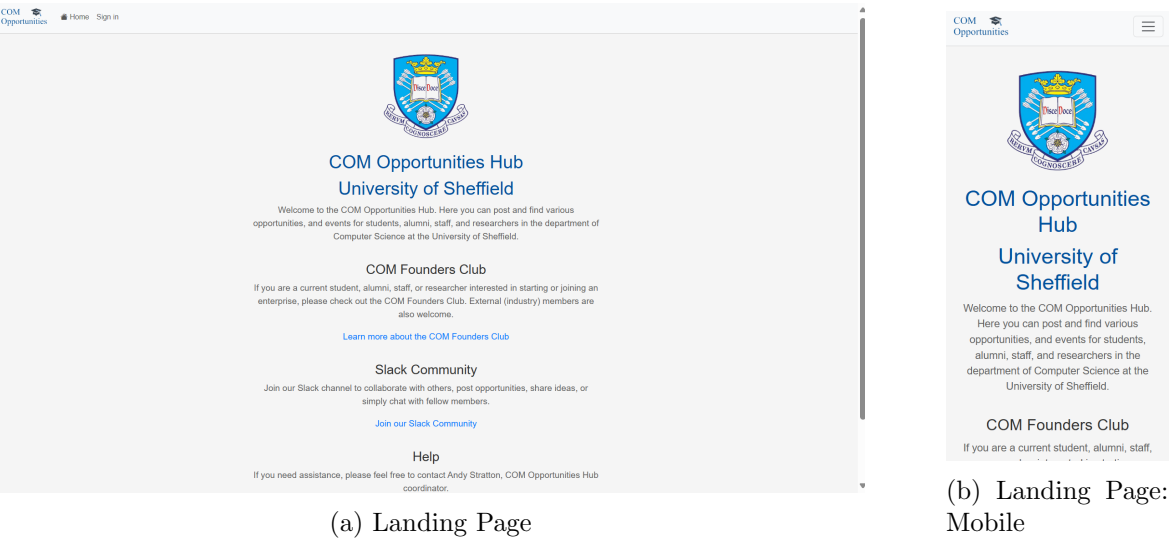 COM
Opportunities
Home Sign in
Disce Doce
RERVM COGNOSCERE CAVSAS
COM Opportunities Hub
University of Sheffield
Welcome to the COM Opportunities Hub. Here you can post and find various
opportunities, and events for students, alumni, staff, and researchers in the department of
Computer Science at the University of Sheffield.
COM Founders Club
If you are a current student, alumni, staff, or researcher interested in starting or joining an
enterprise, please check out the COM Founders Club. External (industry) members are
also welcome.
Learn more about the COM Founders Club
Slack Community
Join our Slack channel to collaborate with others, post opportunities, share ideas, or
simply chat with fellow members.
Join our Slack Community
Help
If you need assistance, please feel free to contact Andy Stratton, COM Opportunities Hub
coordinator.
(a) Landing Page
COM
Opportunities
Disce Doce
RERVM COGNOSCERE CAVSAS
COM Opportunities
Hub
University of
Sheffield
Welcome to the COM Opportunities Hub.
Here you can post and find various
opportunities, and events for students,
alumni, staff, and researchers in the
department of Computer Science at the
University of Sheffield.
COM Founders Club
If you are a current student, alumni, staff,
(b) Landing Page:
Mobile